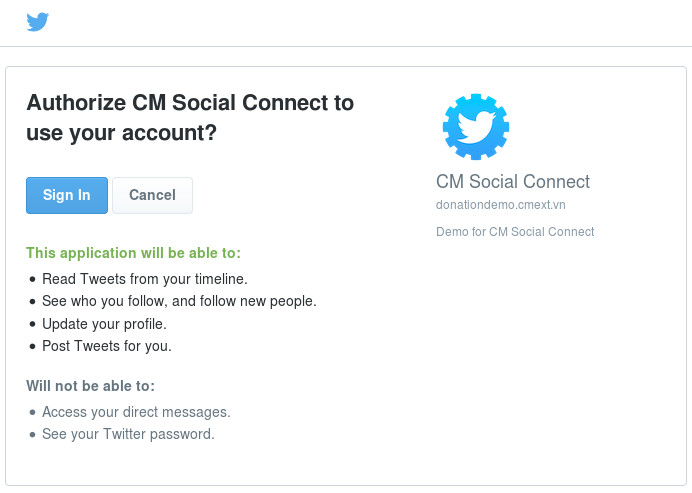 Authorize CM Social Connect to
use your account?
Sign In
Cancel
This application will be able to:
Read Tweets from your timeline.
See who you follow, and follow new people.
Update your profile.
Post Tweets for you.
Will not be able to:
Access your direct messages.
See your Twitter password.
CM Social Connect
donationdemo.cmext.vn
Demo for CM Social Connect